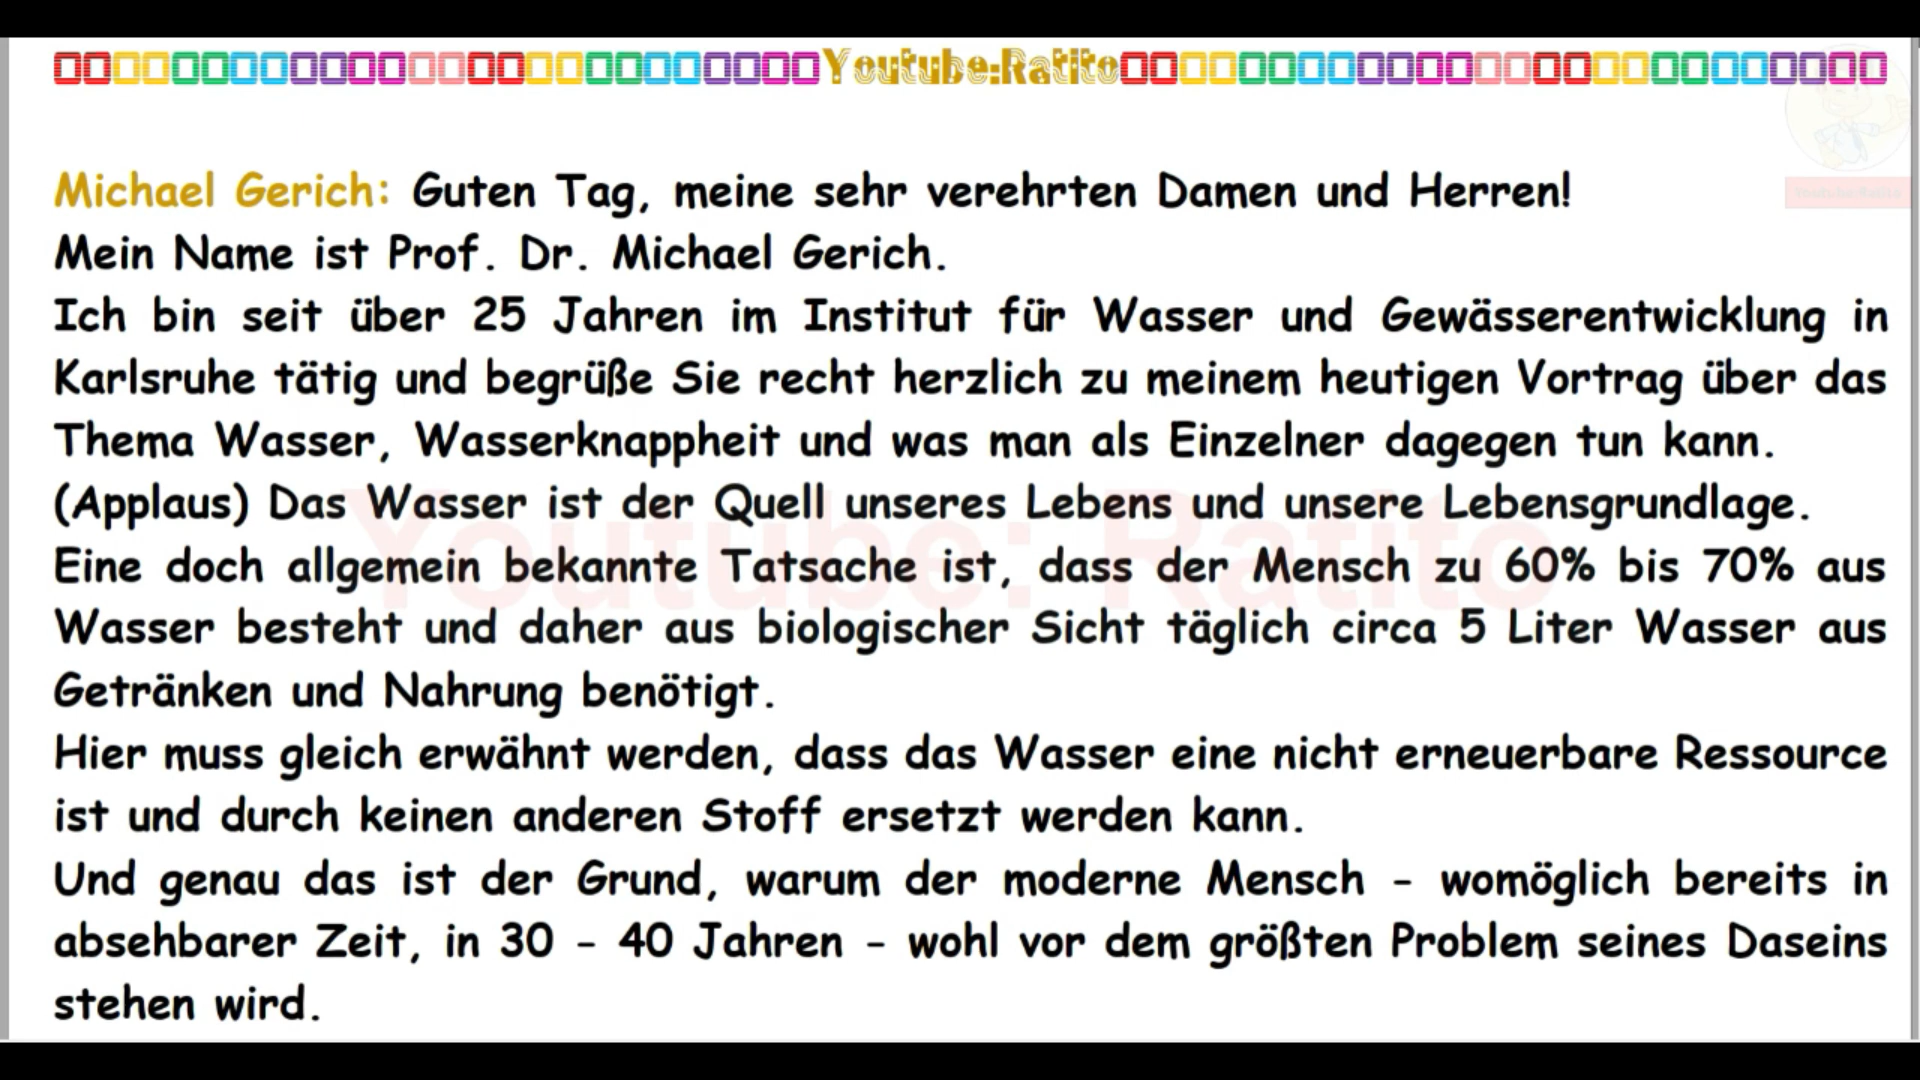 Youtube:Ratito
Michael Gerich: Guten Tag, meine sehr verehrten Damen und Herren!
Mein Name ist Prof. Dr. Michael Gerich.
Ich bin seit über 25 Jahren im Institut für Wasser und Gewässerentwicklung in
Karlsruhe tätig und begrüße Sie recht herzlich zu meinem heutigen Vortrag über das
Thema Wasser, Wasserknappheit und was man als Einzelner dagegen tun kann.
(Applaus) Das Wasser ist der Quell unseres Lebens und unsere Lebensgrundlage.
Eine doch allgemein bekannte Tatsache ist, dass der Mensch zu 60% bis 70% aus
Wasser besteht und daher aus biologischer Sicht täglich circa 5 Liter Wasser aus
Getränken und Nahrung benötigt.
Hier muss gleich erwähnt werden, dass das Wasser eine nicht erneuerbare Ressource
ist und durch keinen anderen Stoff ersetzt werden kann.
Und genau das ist der Grund, warum der moderne Mensch - womöglich bereits in
absehbarer Zeit, in 30 - 40 Jahren - wohl vor dem größten Problem seines Daseins
stehen wird.
Youtube: Ratito
Youtube:Ratito